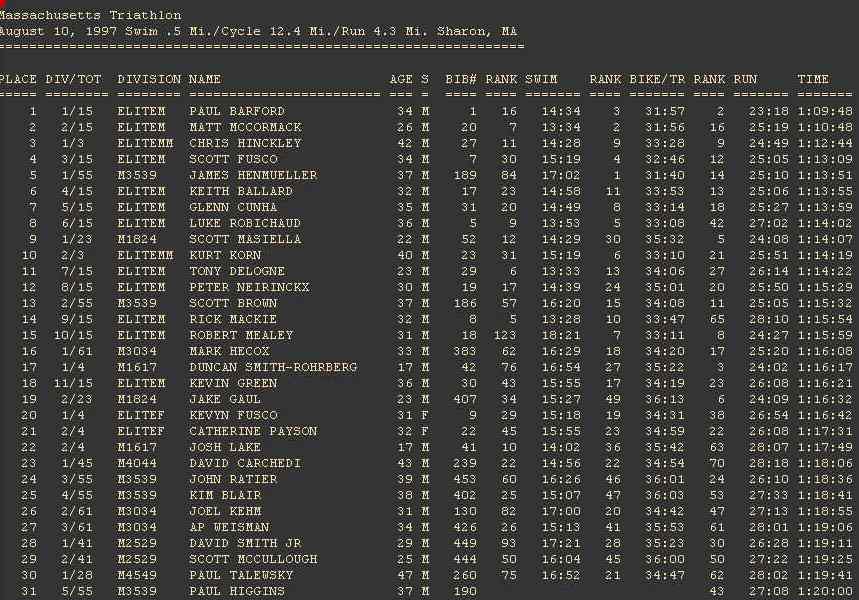 Massachusetts Triathlon
August 10, 1997 Swim .5 Mi./Cycle 12.4 Mi./Run 4.3 Mi. Sharon, MA
==================================================================
PLACE DIV/TOT DIVISION NAME AGE S BIB# RANK SWIM RANK BIKE/TR RANK RUN TIME
===== ======= ======== ======================== === = ==== ==== ======= ==== ======= ==== ======= =======
1 1/15 ELITEM PAUL BARFORD 34 M 1 16 14:34 3 31:57 2 23:18 1:09:48
2 2/15 ELITEM MATT MCCORMACK 26 M 20 7 13:34 2 31:56 16 25:19 1:10:48
3 1/3 ELITEMM CHRIS HINCKLEY 42 M 27 11 14:28 9 33:28 9 24:49 1:12:44
4 3/15 ELITEM SCOTT FUSCO 34 M 7 30 15:19 4 32:46 12 25:05 1:13:09
5 1/55 M3539 JAMES HENMUELLER 37 M 189 84 17:02 1 31:40 14 25:10 1:13:51
6 4/15 ELITEM KEITH BALLARD 32 M 17 23 14:58 11 33:53 13 25:06 1:13:55
7 5/15 ELITEM GLENN CUNHA 35 M 31 20 14:49 8 33:14 18 25:27 1:13:59
8 6/15 ELITEM LUKE ROBICHAUD 36 M 5 9 13:53 5 33:08 42 27:02 1:14:02
9 1/23 M1824 SCOTT MASIELLA 22 M 52 12 14:29 30 35:32 5 24:08 1:14:07
10 2/3 ELITEMM KURT KORN 40 M 23 31 15:19 6 33:10 21 25:51 1:14:19
11 7/15 ELITEM TONY DELOGNE 23 M 29 6 13:33 13 34:06 27 26:14 1:14:22
12 8/15 ELITEM PETER NEIRINCKX 30 M 19 17 14:39 24 35:01 20 25:50 1:15:29
13 2/55 M3539 SCOTT BROWN 37 M 186 57 16:20 15 34:08 11 25:05 1:15:32
14 9/15 ELITEM RICK MACKIE 32 M 8 5 13:28 10 33:47 65 28:10 1:15:54
15 10/15 ELITEM ROBERT MEALEY 31 M 18 123 18:21 7 33:11 8 24:27 1:15:59
16 1/61 M3034 MARK HECOX 33 M 383 62 16:29 18 34:20 17 25:20 1:16:08
17 1/4 M1617 DUNCAN SMITH-ROHRBERG 17 M 42 76 16:54 27 35:22 3 24:02 1:16:17
18 11/15 ELITEM KEVIN GREEN 36 M 30 43 15:55 17 34:19 23 26:08 1:16:21
19 2/23 M1824 JAKE GAUL 23 M 407 34 15:27 49 36:13 6 24:09 1:16:32
20 1/4 ELITEF KEVYN FUSCO 31 F 9 29 15:18 19 34:31 38 26:54 1:16:42
21 2/4 ELITEF CATHERINE PAYSON 32 F 22 45 15:55 23 34:59 22 26:08 1:17:31
22 2/4 M1617 JOSH LAKE 17 M 41 10 14:02 36 35:42 63 28:07 1:17:49
23 1/45 M4044 DAVID CARCHEDI 43 M 239 22 14:56 22 34:54 70 28:18 1:18:06
24 3/55 M3539 JOHN RATIER 39 M 453 60 16:26 46 36:01 24 26:10 1:18:36
25 4/55 M3539 KIM BLAIR 38 M 402 25 15:07 47 36:03 53 27:33 1:18:41
26 2/61 M3034 JOEL KEHM 31 M 130 82 17:00 20 34:42 47 27:13 1:18:55
27 3/61 M3034 AP WEISMAN 34 M 426 26 15:13 41 35:53 61 28:01 1:19:06
28 1/41 M2529 DAVID SMITH JR 29 M 449 93 17:21 28 35:23 30 26:28 1:19:11
29 2/41 M2529 SCOTT MCCULLOUGH 25 M 444 50 16:04 45 36:00 50 27:22 1:19:25
30 1/28 M4549 PAUL TALEWSKY 47 M 260 75 16:52 21 34:47 62 28:02 1:19:41
31 5/55 M3539 PAUL HIGGINS 37 M 190 43 27:08 1:20:00